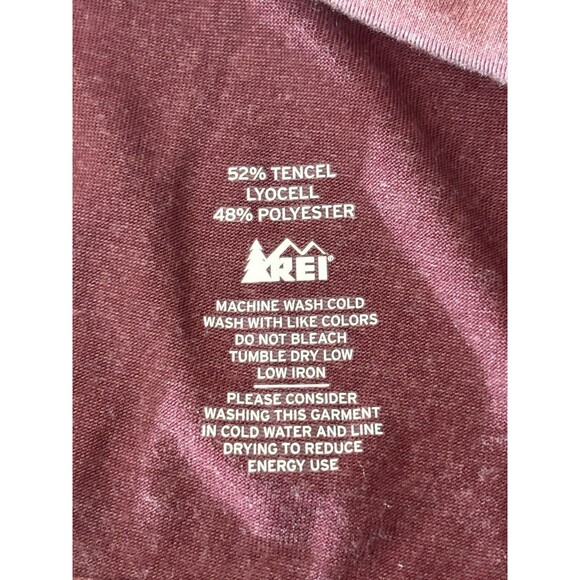 52% TENCEL
LYOCELL
48% POLYESTER
REI®
MACHINE WASH COLD
WASH WITH LIKE COLORS
DO NOT BLEACH
TUMBLE DRY LOW
LOW IRON
PLEASE CONSIDER
WASHING THIS GARMENT
IN COLD WATER AND LINE
DRYING TO REDUCE
ENERGY USE